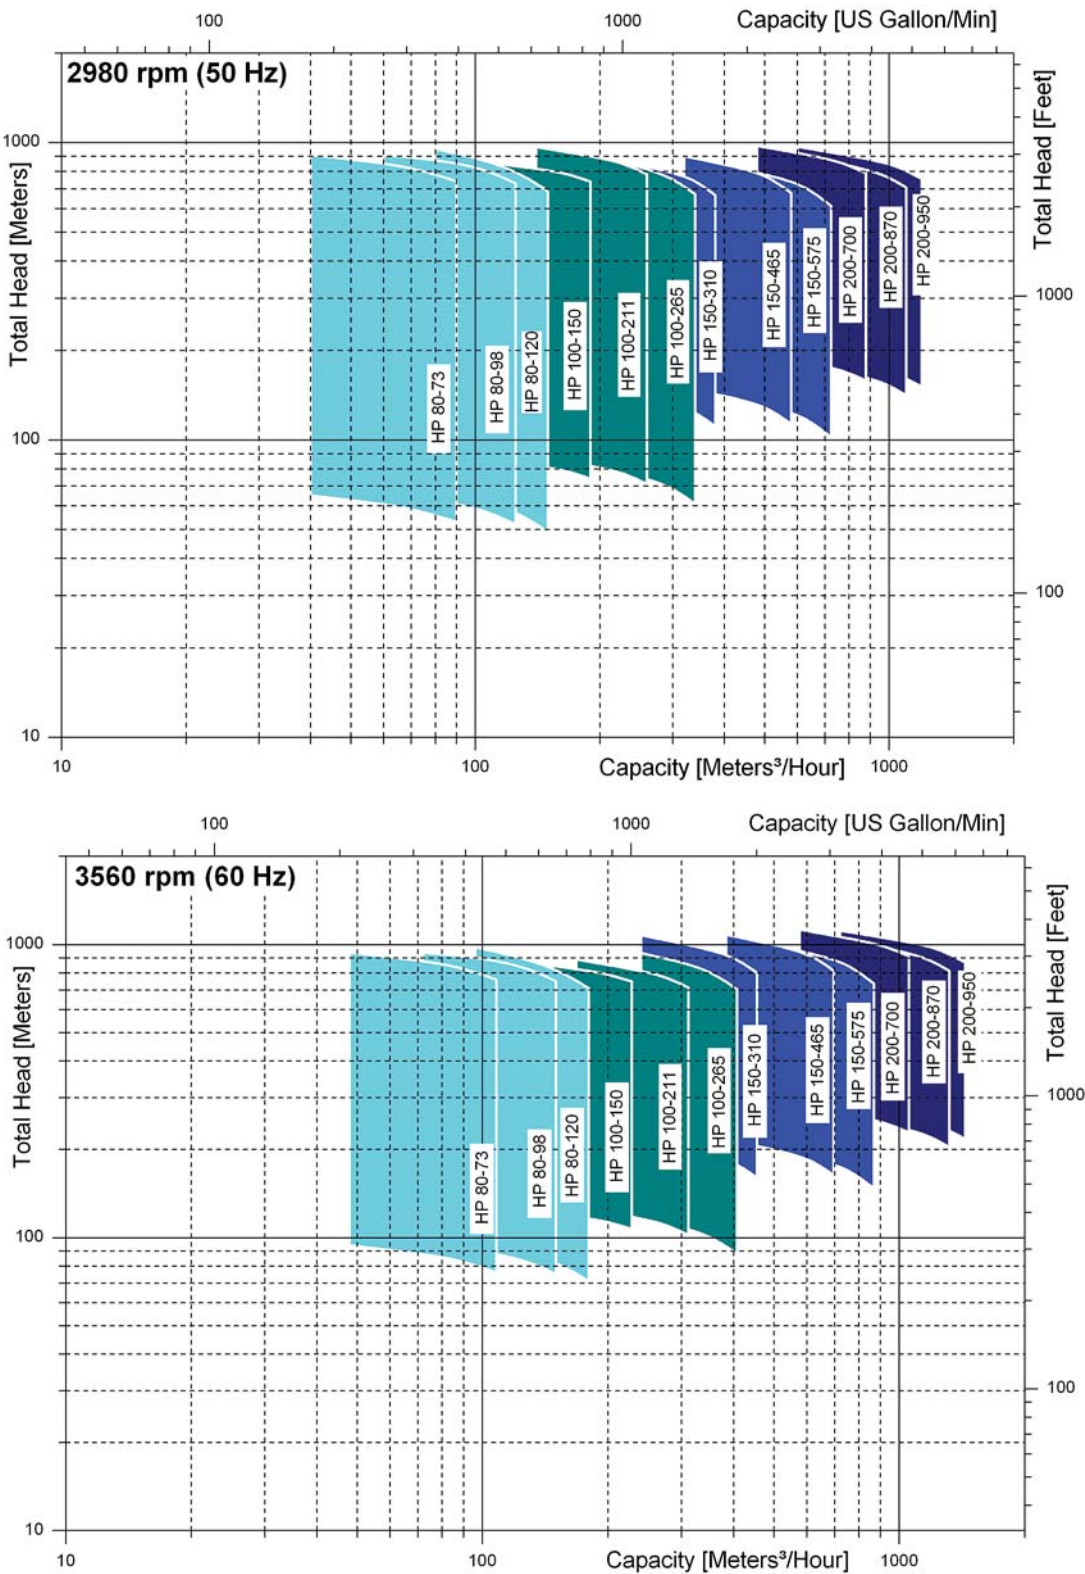 100
1000
Capacity [US Gallon/Min]
2980 rpm (50 Hz)
1000
100
10
Total Head [Meters]
1000
100
Total Head [Feet]
HP 80-73
HP 80-98
HP 80-120
HP 100-150
HP 100-211
HP 100-265
HP 150-310
HP 150-465
HP 150-575
HP 200-700
HP 200-870
HP 200-950
10
100
1000
Capacity [Meters³/Hour]
100
1000
Capacity [US Gallon/Min]
3560 rpm (60 Hz)
1000
100
10
Total Head [Meters]
1000
100
Total Head [Feet]
HP 80-73
HP 80-98
HP 80-120
HP 100-150
HP 100-211
HP 100-265
HP 150-310
HP 150-465
HP 150-575
HP 200-700
HP 200-870
HP 200-950
10
100
1000
Capacity [Meters³/Hour]